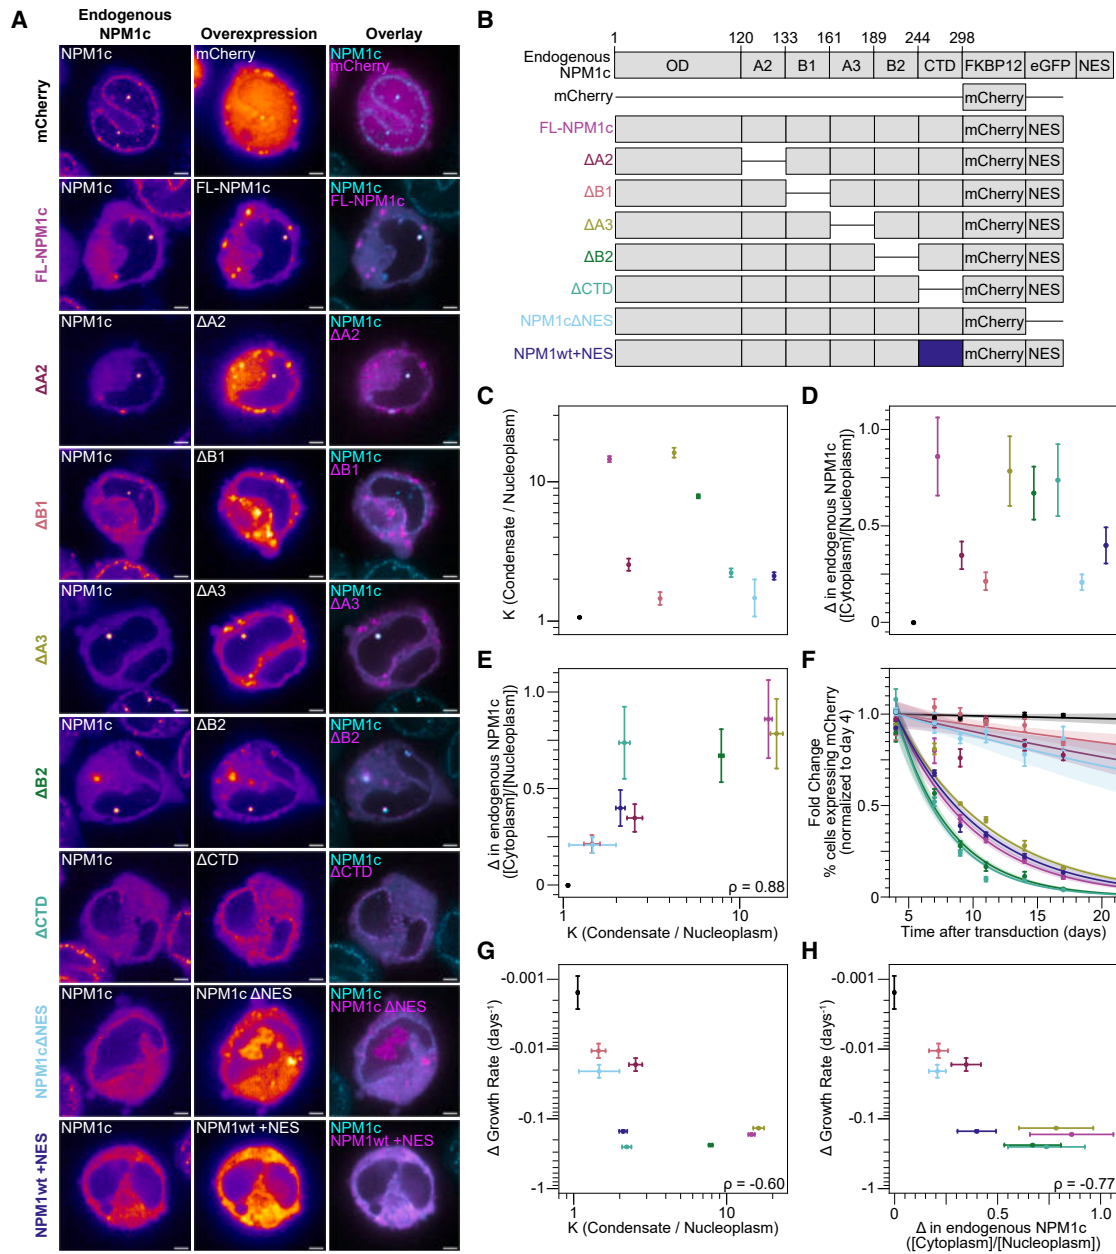 A
Endogenous
NPM1c
Overexpression
Overlay
mCherry
NPM1c
mCherry
NPM1c
mCherry
FL-NPM1c
NPM1c
FL-NPM1c
NPM1c
FL-NPM1c
ΔA2
NPM1c
ΔA2
NPM1c
ΔA2
ΔB1
NPM1c
ΔB1
NPM1c
ΔB1
ΔA3
NPM1c
ΔA3
NPM1c
ΔA3
ΔB2
NPM1c
ΔB2
NPM1c
ΔB2
ΔCTD
NPM1c
ΔCTD
NPM1c
ΔCTD
NPM1cΔNES
NPM1c
NPM1c ΔNES
NPM1c
NPM1c ΔNES
NPM1wt +NES
NPM1c
NPM1wt +NES
NPM1c
NPM1wt +NES
B
1 120 133 161 189 244 298
Endogenous
NPM1c
OD A2 B1 A3 B2 CTD FKBP12 eGFP NES
mCherry mCherry
FL-NPM1c mCherry NES
ΔA2 mCherry NES
ΔB1 mCherry NES
ΔA3 mCherry NES
ΔB2 mCherry NES
ΔCTD mCherry NES
NPM1cΔNES mCherry
NPM1wt+NES mCherry NES
C
K (Condensate / Nucleoplasm)
10
1
D
Δ in endogenous NPM1c
([Cytoplasm]/[Nucleoplasm])
1.0
0.5
0
E
Δ in endogenous NPM1c
([Cytoplasm]/[Nucleoplasm])
1.0
0.5
0
ρ = 0.88
1 10
K (Condensate / Nucleoplasm)
F
Fold Change
% cells expressing mCherry
(normalized to day 4)
1.0
0.5
0
5 10 15 20
Time after transduction (days)
G
Δ Growth Rate (days⁻¹)
-0.001
-0.01
-0.1
-1
ρ = -0.60
1 10
K (Condensate / Nucleoplasm)
H
Δ Growth Rate (days⁻¹)
-0.001
-0.01
-0.1
-1
ρ = -0.77
0 0.5 1.0
Δ in endogenous NPM1c
([Cytoplasm]/[Nucleoplasm])